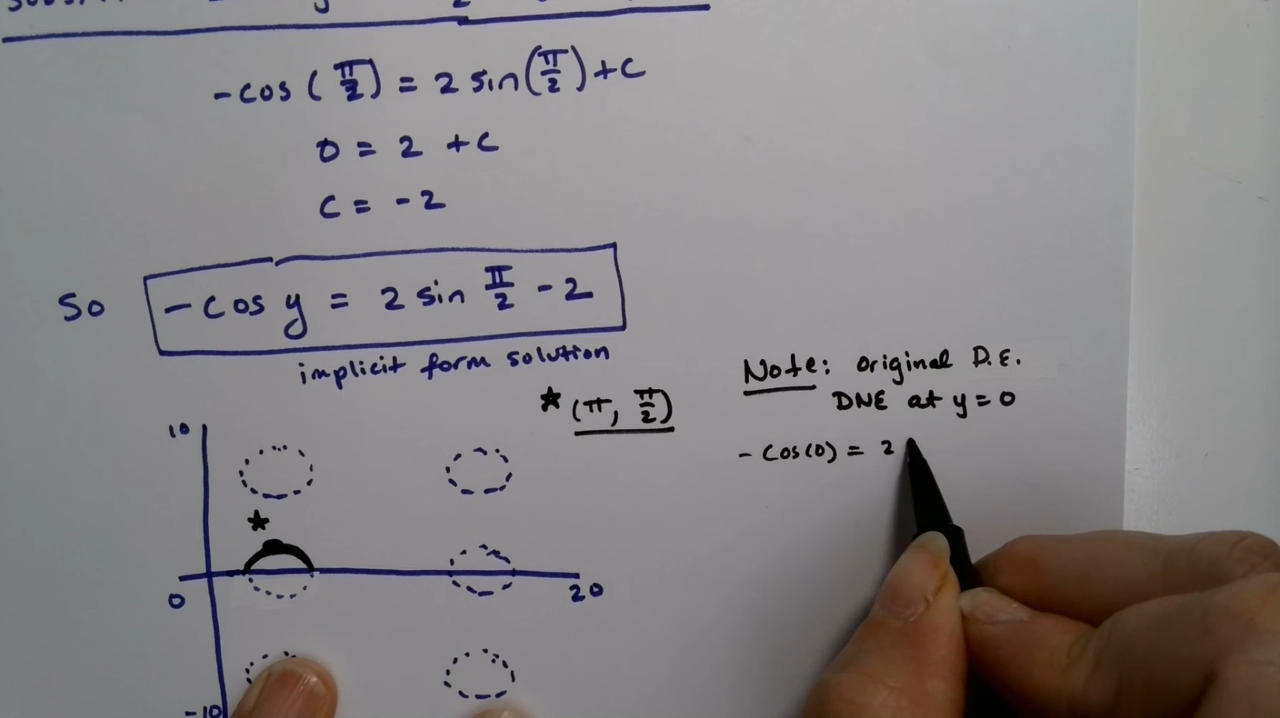 -cos(π/2) = 2 sin(π/2) + c
0 = 2 + c
c = -2
So -cos y = 2 sin π/2 - 2
implicit form solution
★ (π, π/2)
Note: original D.E.
DNE at y=0
-cos(0) = 2
10
★
0
20
-10